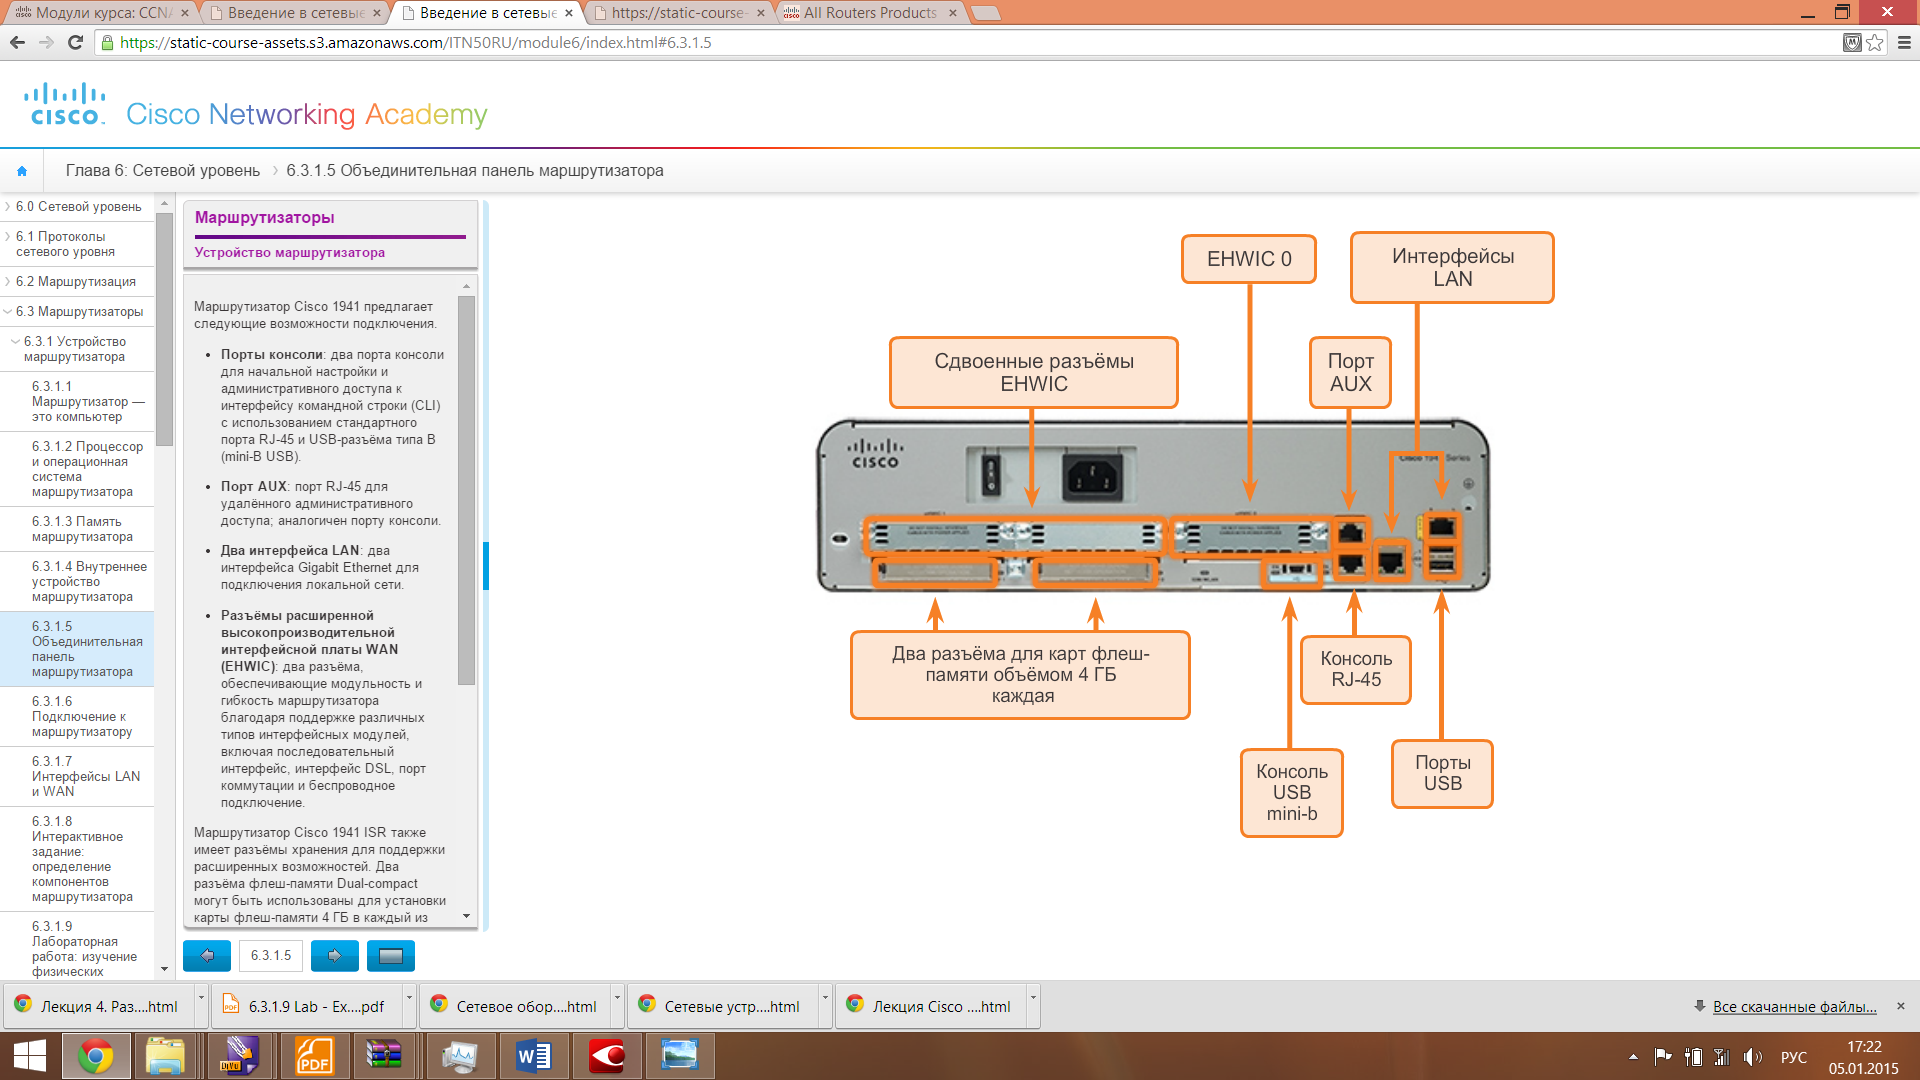 Модули курса: CCNA
Введение в сетевые
Введение в сетевые
https://static-course-
All Routers Products
https://static-course-assets.s3.amazonaws.com/ITN50RU/module6/index.html#6.3.1.5
CISCO.
Cisco Networking Academy
Глава 6: Сетевой уровень
6.3.1.5 Объединительная панель маршрутизатора
6.0 Сетевой уровень
6.1 Протоколы
сетевого уровня
6.2 Маршрутизация
6.3 Маршрутизаторы
6.3.1 Устройство
маршрутизатора
6.3.1.1
Маршрутизатор —
это компьютер
6.3.1.2 Процессор
и операционная
система
маршрутизатора
6.3.1.3 Память
маршрутизатора
6.3.1.4 Внутреннее
устройство
маршрутизатора
6.3.1.5
Объединительная
панель
маршрутизатора
6.3.1.6
Подключение к
маршрутизатору
6.3.1.7
Интерфейсы LAN
и WAN
6.3.1.8
Интерактивное
задание:
определение
компонентов
маршрутизатора
6.3.1.9
Лабораторная
работа: изучение
физических
Маршрутизаторы
Устройство маршрутизатора
Маршрутизатор Cisco 1941 предлагает
следующие возможности подключения.
• Порты консоли: два порта консоли
для начальной настройки и
административного доступа к
интерфейсу командной строки (CLI)
с использованием стандартного
порта RJ-45 и USB-разъёма типа B
(mini-B USB).
• Порт AUX: порт RJ-45 для
удалённого административного
доступа; аналогичен порту консоли.
• Два интерфейса LAN: два
интерфейса Gigabit Ethernet для
подключения локальной сети.
• Разъёмы расширенной
высокопроизводительной
интерфейсной платы WAN
(EHWIC): два разъёма,
обеспечивающие модульность и
гибкость маршрутизатора
благодаря поддержке различных
типов интерфейсных модулей,
включая последовательный
интерфейс, интерфейс DSL, порт
коммутации и беспроводное
подключение.
Маршрутизатор Cisco 1941 ISR также
имеет разъёмы хранения для поддержки
расширенных возможностей. Два
разъёма флеш-памяти Dual-compact
могут быть использованы для установки
карты флеш-памяти 4 ГБ в каждый из
6.3.1.5
EHWIC 0
Интерфейсы
LAN
Сдвоенные разъёмы
EHWIC
Порт
AUX
CISCO
Series
Два разъёма для карт флеш-
памяти объёмом 4 ГБ
каждая
Консоль
RJ-45
Консоль
USB
mini-b
Порты
USB
Лекция 4. Раз....html
6.3.1.9 Lab - Ex....pdf
Сетевое обор....html
Сетевые устр....html
Лекция Cisco ....html
Все скачанные файлы...
DjVu
PDF
РУС
17:22
05.01.2015